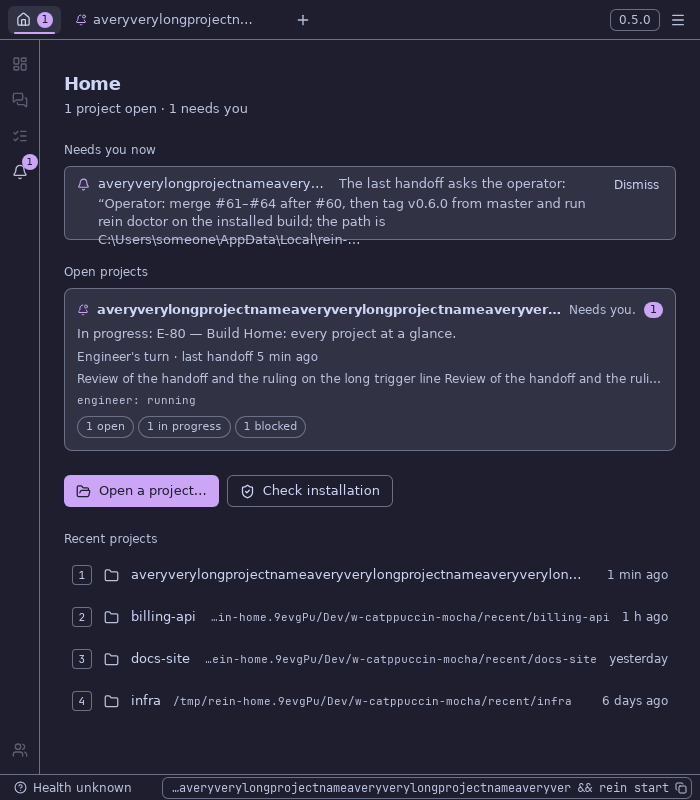 1 averyverylongprojectn… + 0.5.0
Home
1 project open · 1 needs you
Needs you now
1
averyverylongprojectnameavery… The last handoff asks the operator: Dismiss
“Operator: merge #61–#64 after #60, then tag v0.6.0 from master and run
rein doctor on the installed build; the path is
C:\Users\someone\AppData\Local\rein-…
Open projects
averyverylongprojectnameaveryverylongprojectnameaveryver… Needs you. 1
In progress: E-80 — Build Home: every project at a glance.
Engineer's turn · last handoff 5 min ago
Review of the handoff and the ruling on the long trigger line Review of the handoff and the ruli…
engineer: running
1 open 1 in progress 1 blocked
Open a project… Check installation
Recent projects
1 averyverylongprojectnameaveryverylongprojectnameaveryverylon… 1 min ago
2 billing-api …in-home.9evgPu/Dev/w-catppuccin-mocha/recent/billing-api 1 h ago
3 docs-site …ein-home.9evgPu/Dev/w-catppuccin-mocha/recent/docs-site yesterday
4 infra /tmp/rein-home.9evgPu/Dev/w-catppuccin-mocha/recent/infra 6 days ago
Health unknown …averyverylongprojectnameaveryverylongprojectnameaveryver && rein start